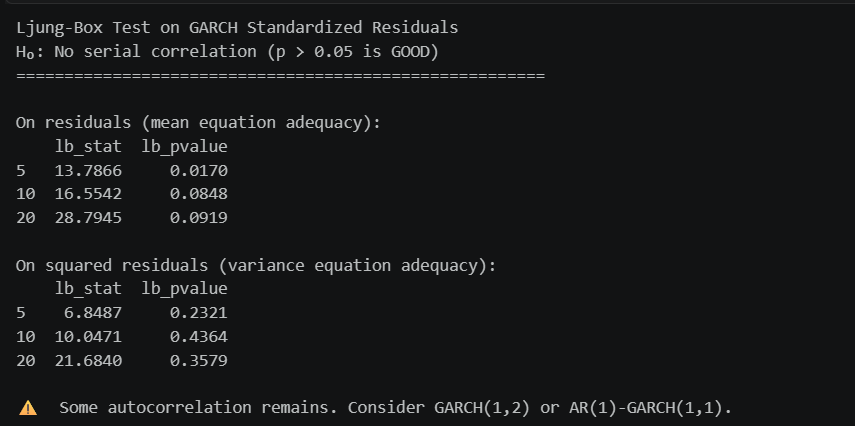 Ljung-Box Test on GARCH Standardized Residuals
H₀: No serial correlation (p > 0.05 is GOOD)
=======================================================
On residuals (mean equation adequacy):
lb_stat lb_pvalue
5 13.7866 0.0170
10 16.5542 0.0848
20 28.7945 0.0919
On squared residuals (variance equation adequacy):
lb_stat lb_pvalue
5 6.8487 0.2321
10 10.0471 0.4364
20 21.6840 0.3579
⚠️ Some autocorrelation remains. Consider GARCH(1,2) or AR(1)-GARCH(1,1).